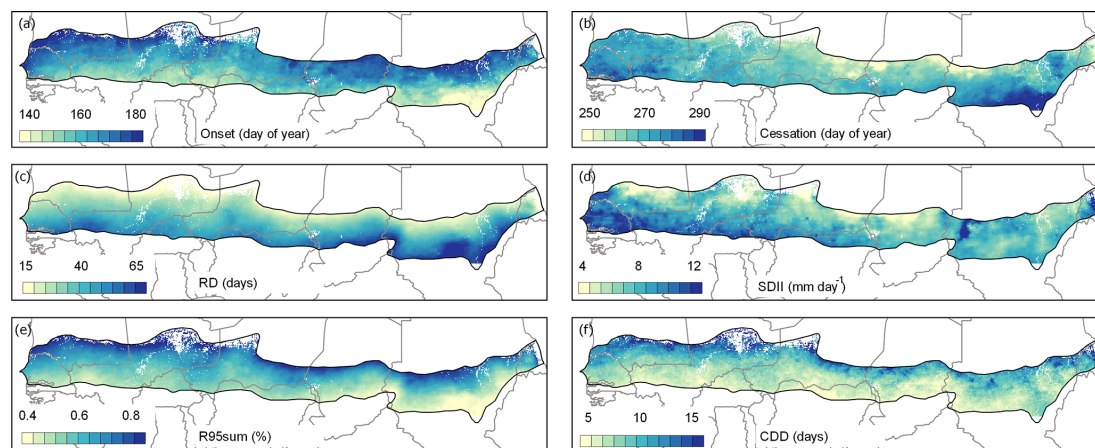 (a)
140 160 180
Onset (day of year)
(b)
250 270 290
Cessation (day of year)
(c)
15 40 65
RD (days)
(d)
4 8 12
SDII (mm day-1)
(e)
0.4 0.6 0.8
R95sum (%)
(f)
5 10 15
CDD (days)